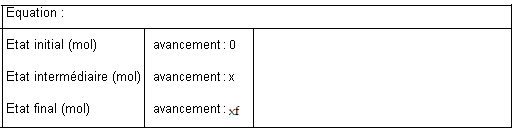 Equation :
Etat initial (mol) avancement : 0
Etat intermédiaire (mol) avancement : x
Etat final (mol) avancement : xf